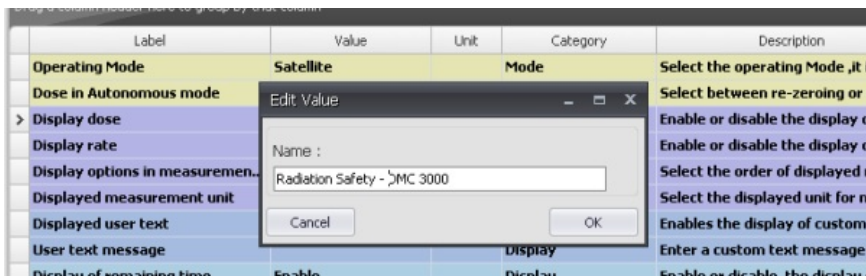 Drag a column header here to group by that column
Label Value Unit Category Description
Operating Mode Satellite Mode Select the operating Mode ,it
Dose in Autonomous mode Select between re-zeroing or
Display dose Enable or disable the display
Display rate Enable or disable the display
Display options in measuremen.. Select the order of displayed
Displayed measurement unit Select the displayed unit for
Displayed user text Enables the display of custom
User text message Display Enter a custom text message
Display of remaining time Enable Display Enable or disable the display
Edit Value
Name :
Radiation Safety - DMC 3000
Cancel OK